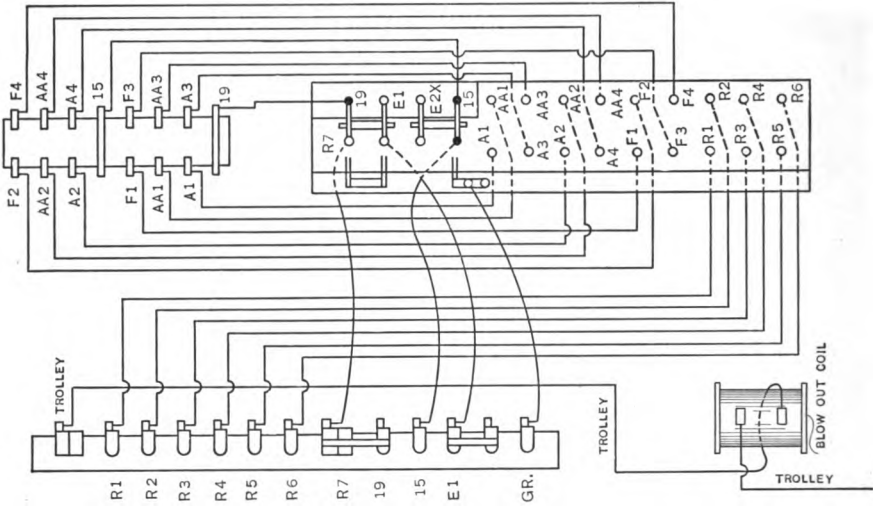 F4
AA4
A4
15
F3
AA3
A3
19
F2
AA2
A2
F1
AA1
A1
19
E1
E2X
15
R7
AA1
A1
AA3
A3
AA2
A2
AA4
A4
F2
F1
F4
F3
R2
R1
R4
R3
R6
R5
TROLLEY
R1
R2
R3
R4
R5
R6
R7
19
15
E1
GR.
TROLLEY
BLOW OUT COIL
TROLLEY